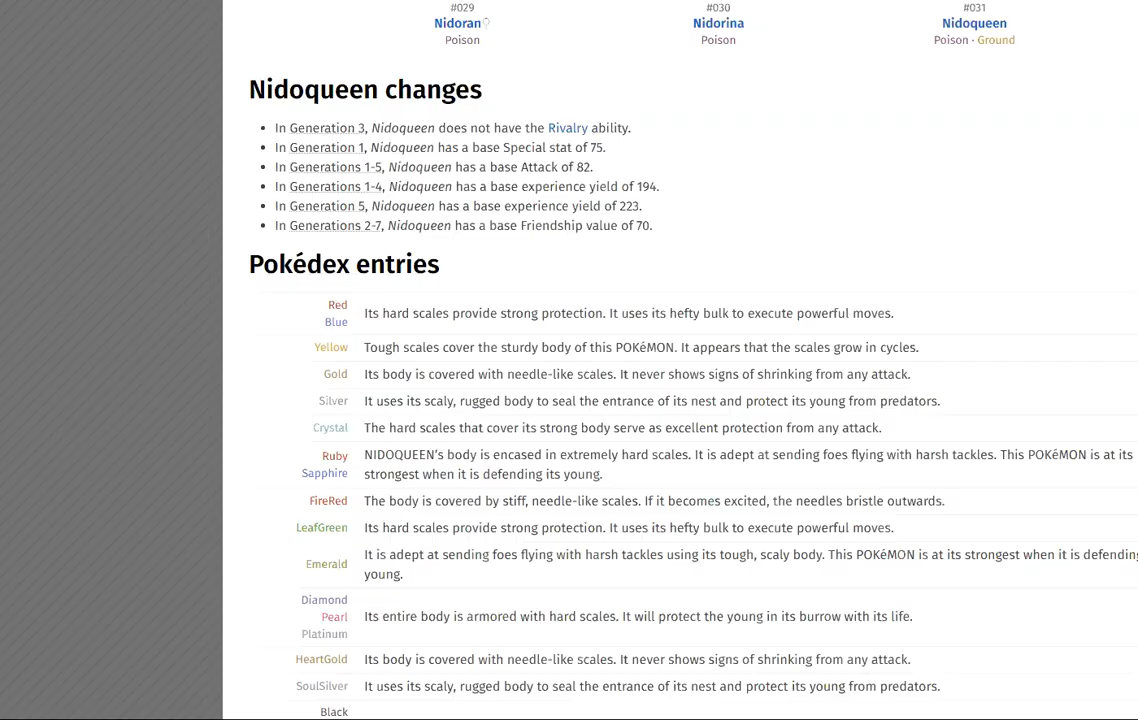 #029 #030 #031
Nidoran♀ Nidorina Nidoqueen
Poison Poison Poison · Ground
Nidoqueen changes
• In Generation 3, Nidoqueen does not have the Rivalry ability.
• In Generation 1, Nidoqueen has a base Special stat of 75.
• In Generations 1-5, Nidoqueen has a base Attack of 82.
• In Generations 1-4, Nidoqueen has a base experience yield of 194.
• In Generation 5, Nidoqueen has a base experience yield of 223.
• In Generations 2-7, Nidoqueen has a base Friendship value of 70.
Pokédex entries
Red
Blue
Its hard scales provide strong protection. It uses its hefty bulk to execute powerful moves.
Yellow Tough scales cover the sturdy body of this POKéMON. It appears that the scales grow in cycles.
Gold Its body is covered with needle-like scales. It never shows signs of shrinking from any attack.
Silver It uses its scaly, rugged body to seal the entrance of its nest and protect its young from predators.
Crystal The hard scales that cover its strong body serve as excellent protection from any attack.
Ruby NIDOQUEEN's body is encased in extremely hard scales. It is adept at sending foes flying with harsh tackles. This POKéMON is at its
Sapphire strongest when it is defending its young.
FireRed The body is covered by stiff, needle-like scales. If it becomes excited, the needles bristle outwards.
LeafGreen Its hard scales provide strong protection. It uses its hefty bulk to execute powerful moves.
Emerald
It is adept at sending foes flying with harsh tackles using its tough, scaly body. This POKéMON is at its strongest when it is defending
young.
Diamond
Pearl
Platinum
Its entire body is armored with hard scales. It will protect the young in its burrow with its life.
HeartGold Its body is covered with needle-like scales. It never shows signs of shrinking from any attack.
SoulSilver It uses its scaly, rugged body to seal the entrance of its nest and protect its young from predators.
Black